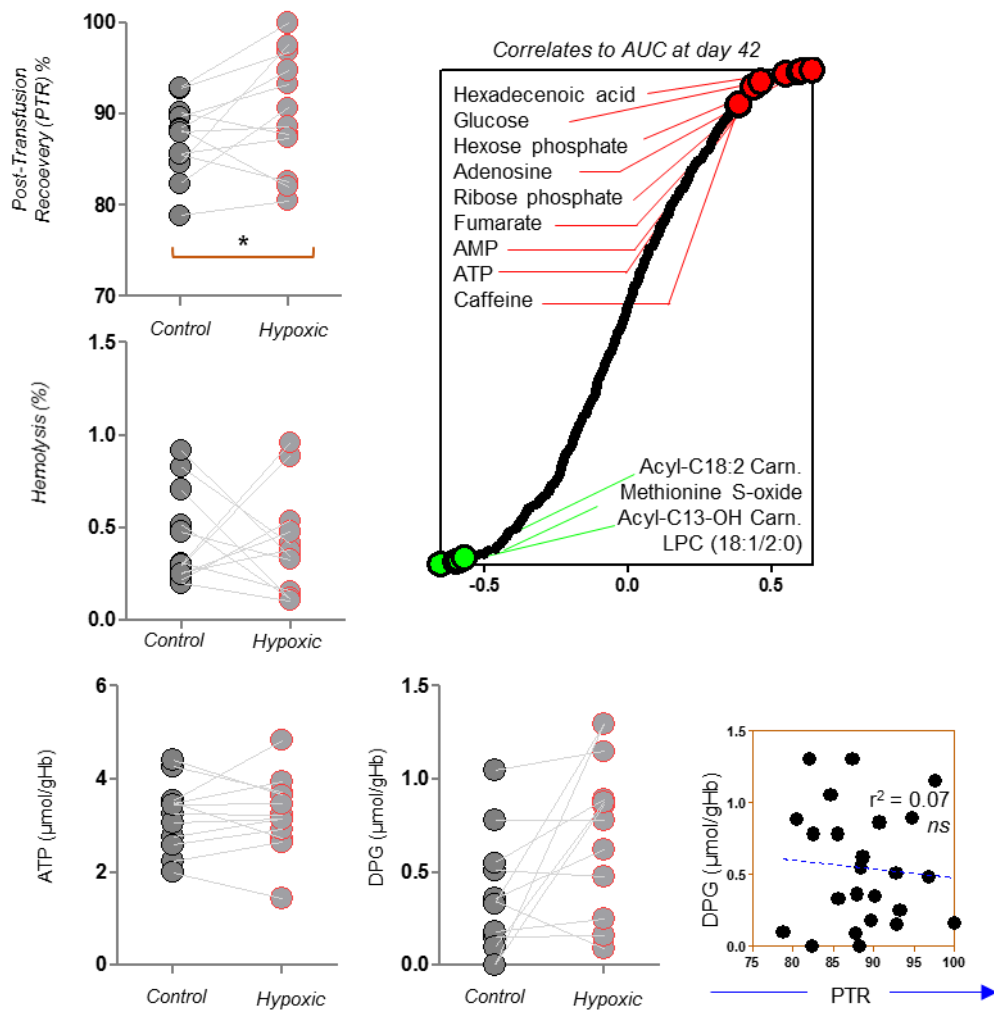 Post-Transfusion
Recoevery (PTR) %
100
90
80
70
*
Control
Hypoxic
Correlates to AUC at day 42
Hexadecenoic acid
Glucose
Hexose phosphate
Adenosine
Ribose phosphate
Fumarate
AMP
ATP
Caffeine
Acyl-C18:2 Carn.
Methionine S-oxide
Acyl-C13-OH Carn.
LPC (18:1/2:0)
-0.5
0.0
0.5
Hemolysis (%)
1.5
1.0
0.5
0.0
Control
Hypoxic
ATP (µmol/gHb)
6
4
2
0
Control
Hypoxic
DPG (µmol/gHb)
1.5
1.0
0.5
0.0
Control
Hypoxic
DPG (µmol/gHb)
1.5
1.0
0.5
0.0
r² = 0.07
ns
75
80
85
90
95
100
PTR